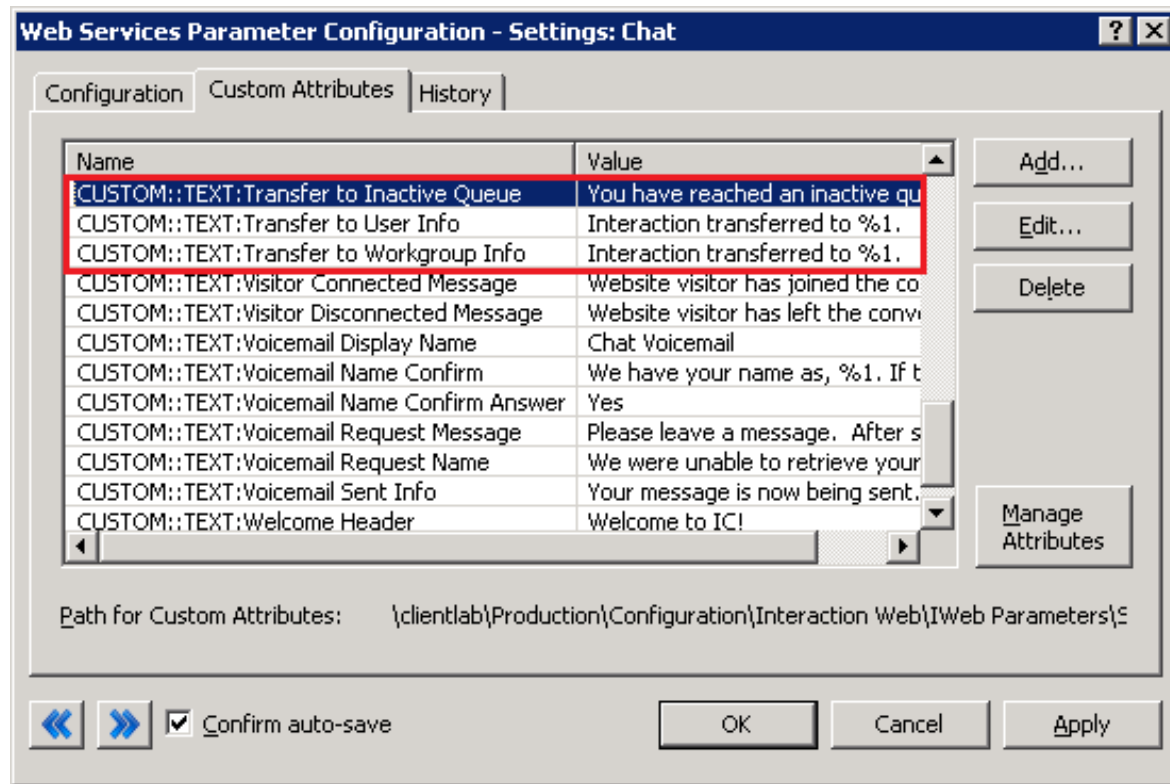 Web Services Parameter Configuration - Settings: Chat
Configuration Custom Attributes History
Name Value
CUSTOM::TEXT:Transfer to Inactive Queue You have reached an inactive qu
CUSTOM::TEXT:Transfer to User Info Interaction transferred to %1.
CUSTOM::TEXT:Transfer to Workgroup Info Interaction transferred to %1.
CUSTOM::TEXT:Visitor Connected Message Website visitor has joined the co
CUSTOM::TEXT:Visitor Disconnected Message Website visitor has left the conv
CUSTOM::TEXT:Voicemail Display Name Chat Voicemail
CUSTOM::TEXT:Voicemail Name Confirm We have your name as, %1. If t
CUSTOM::TEXT:Voicemail Name Confirm Answer Yes
CUSTOM::TEXT:Voicemail Request Message Please leave a message. After s
CUSTOM::TEXT:Voicemail Request Name We were unable to retrieve your
CUSTOM::TEXT:Voicemail Sent Info Your message is now being sent.
CUSTOM::TEXT:Welcome Header Welcome to IC!
Add...
Edit...
Delete
Manage
Attributes
Path for Custom Attributes: \clientlab\Production\Configuration\Interaction Web\IWeb Parameters\S
Confirm auto-save OK Cancel Apply